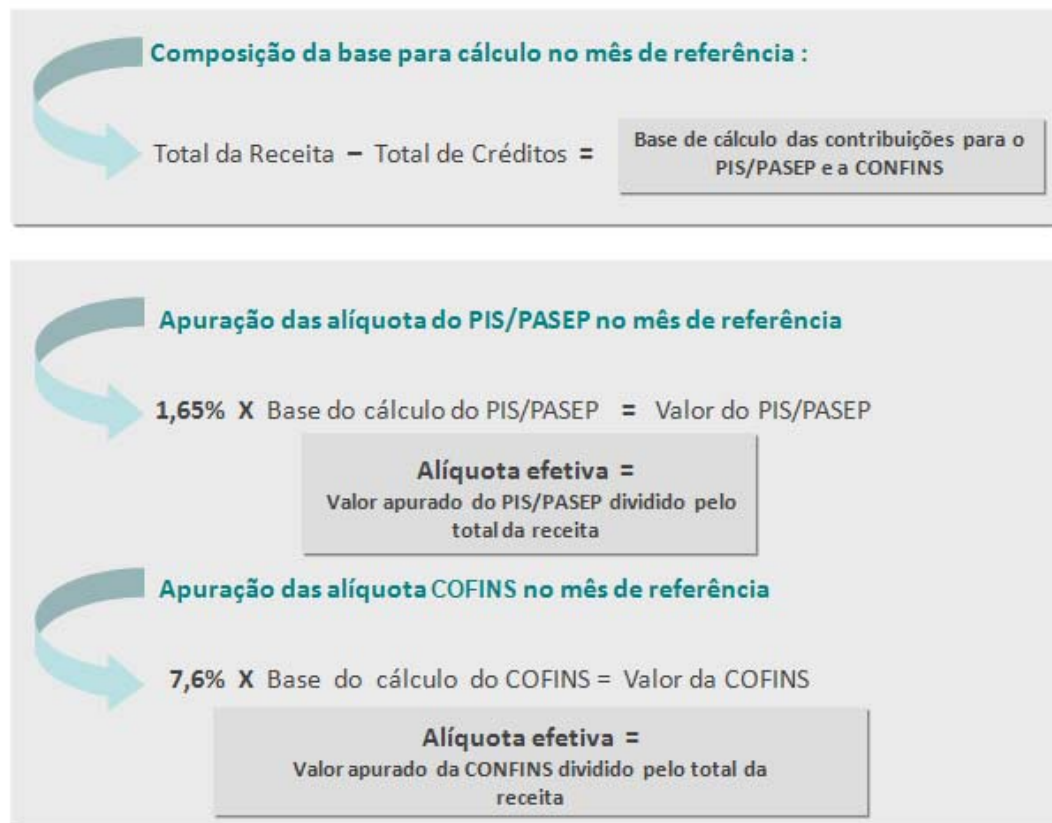 Composição da base para cálculo no mês de referência :
Total da Receita – Total de Créditos =
Base de cálculo das contribuições para o
PIS/PASEP e a CONFINS
Apuração das alíquota do PIS/PASEP no mês de referência
1,65% X Base do cálculo do PIS/PASEP = Valor do PIS/PASEP
Alíquota efetiva =
Valor apurado do PIS/PASEP dividido pelo
total da receita
Apuração das alíquota COFINS no mês de referência
7,6% X Base do cálculo do COFINS = Valor da COFINS
Alíquota efetiva =
Valor apurado da CONFINS dividido pelo total da
receita